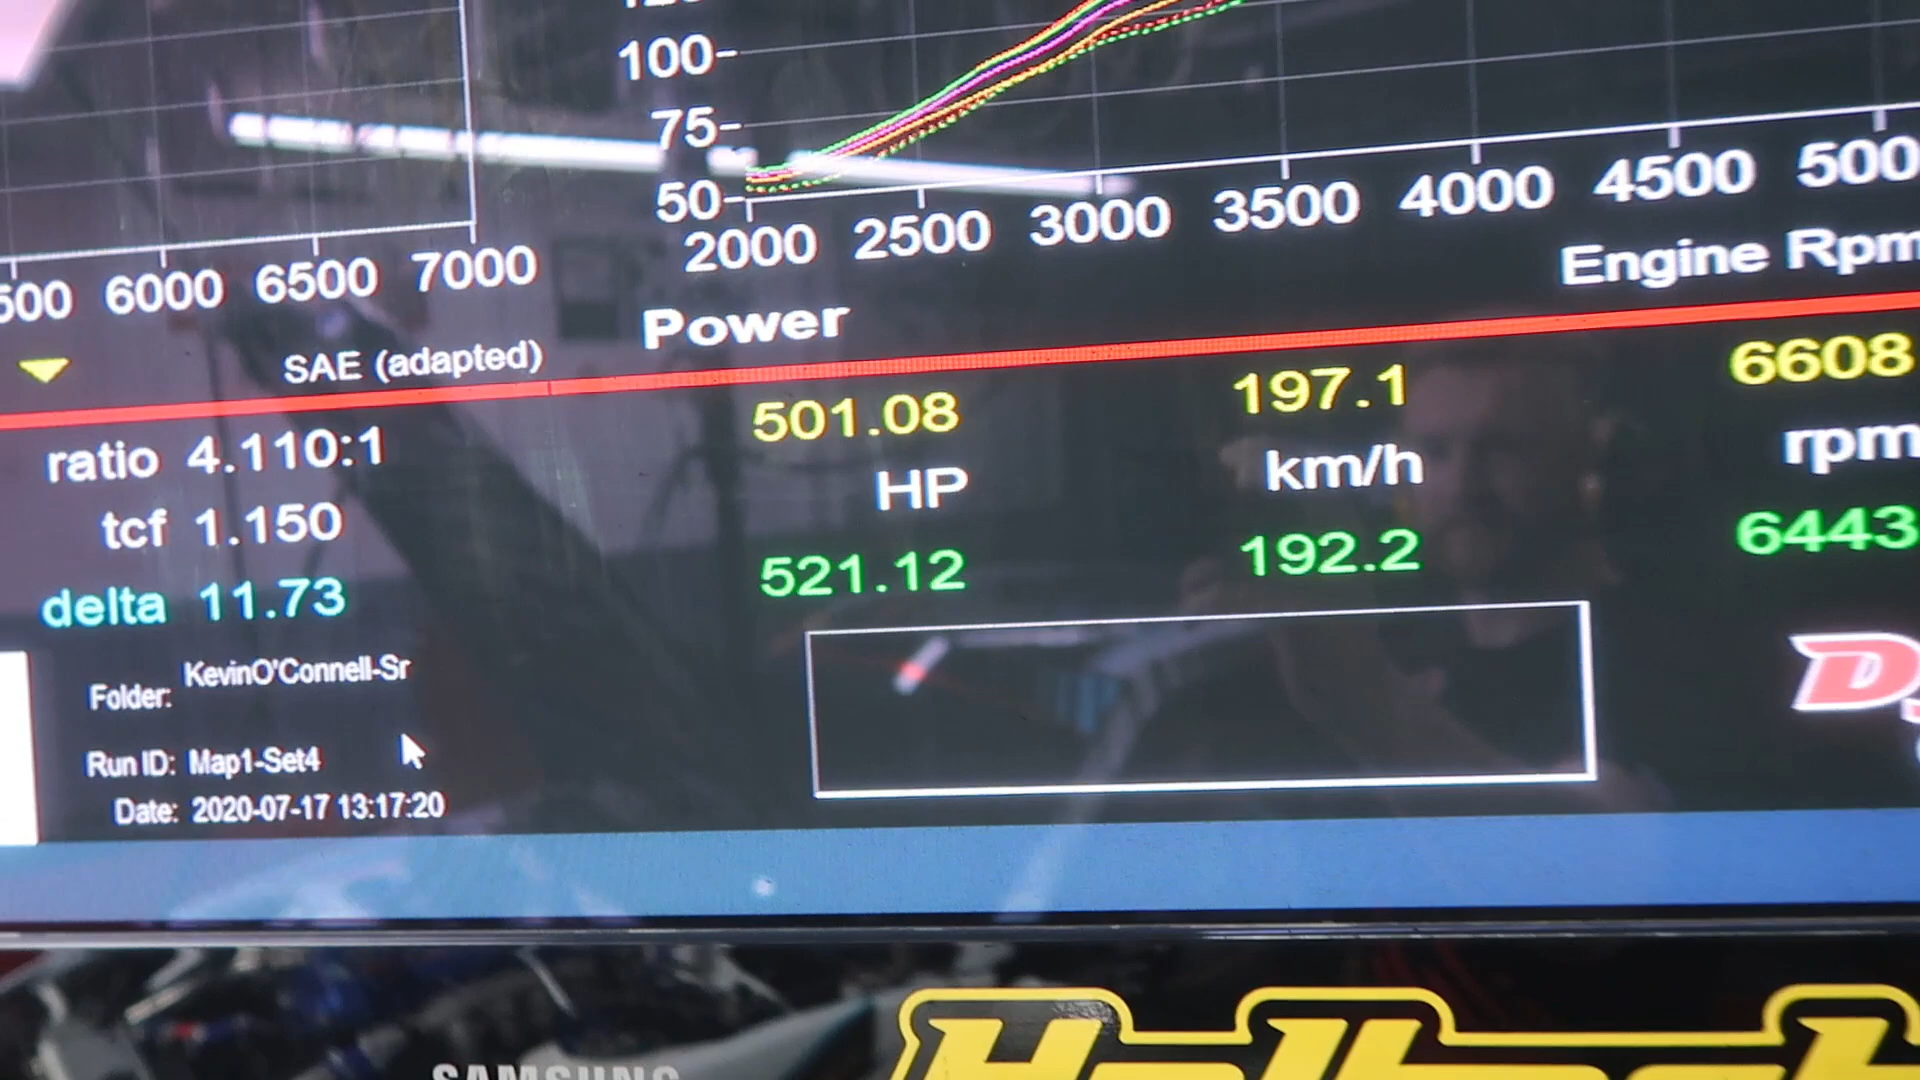 100
75
50
2000 2500 3000 3500 4000 4500 500
500 6000 6500 7000
Engine Rpm
SAE (adapted)
Power
ratio 4.110:1
tcf 1.150
delta 11.73
501.08 197.1 6608
HP km/h rpm
521.12 192.2 6443
Folder: KevinO'Connell-Sr
Run ID: Map1-Set4
Date: 2020-07-17 13:17:20
SAMSUNG